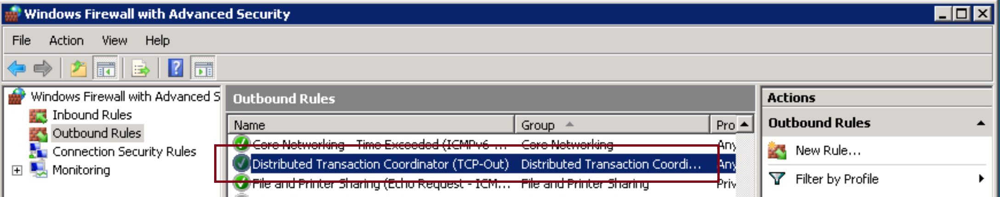 Windows Firewall with Advanced Security
File Action View Help
Windows Firewall with Advanced S
Inbound Rules
Outbound Rules
Connection Security Rules
Monitoring
Outbound Rules
Name Group Pro
Core Networking - Time Exceeded (ICMPv6-... Core Networking Any
Distributed Transaction Coordinator (TCP-Out) Distributed Transaction Coordi... Any
File and Printer Sharing (Echo Request - ICM... File and Printer Sharing Priv
Actions
Outbound Rules
New Rule...
Filter by Profile